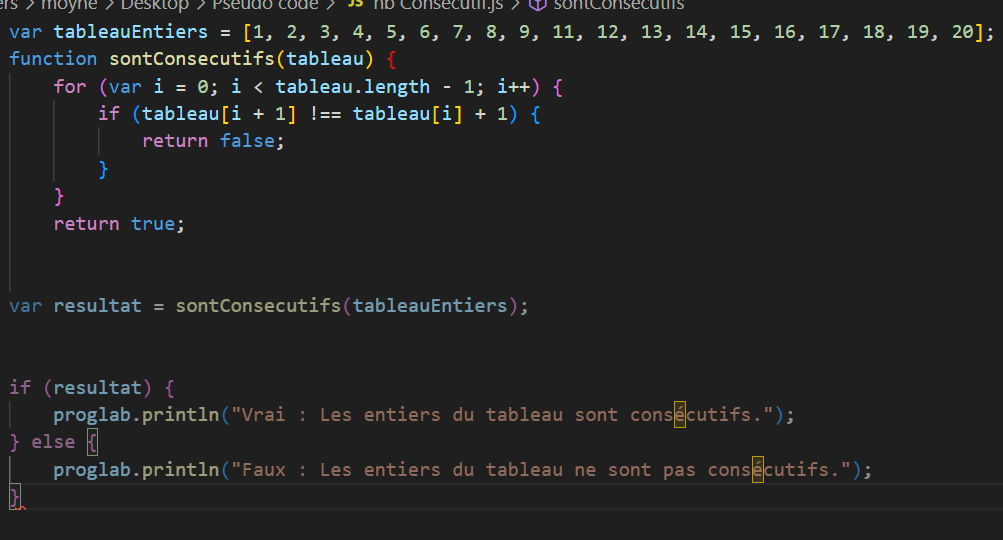 ers > moyne > Desktop > Pseudo code > JS nb Consecutif.js > sontConsecutifs
var tableauEntiers = [1, 2, 3, 4, 5, 6, 7, 8, 9, 11, 12, 13, 14, 15, 16, 17, 18, 19, 20];
function sontConsecutifs(tableau) {
    for (var i = 0; i < tableau.length - 1; i++) {
        if (tableau[i + 1] !== tableau[i] + 1) {
            return false;
        }
    }
    return true;
var resultat = sontConsecutifs(tableauEntiers);
if (resultat) {
    proglab.println("Vrai : Les entiers du tableau sont consécutifs.");
} else {
    proglab.println("Faux : Les entiers du tableau ne sont pas consécutifs.");
}